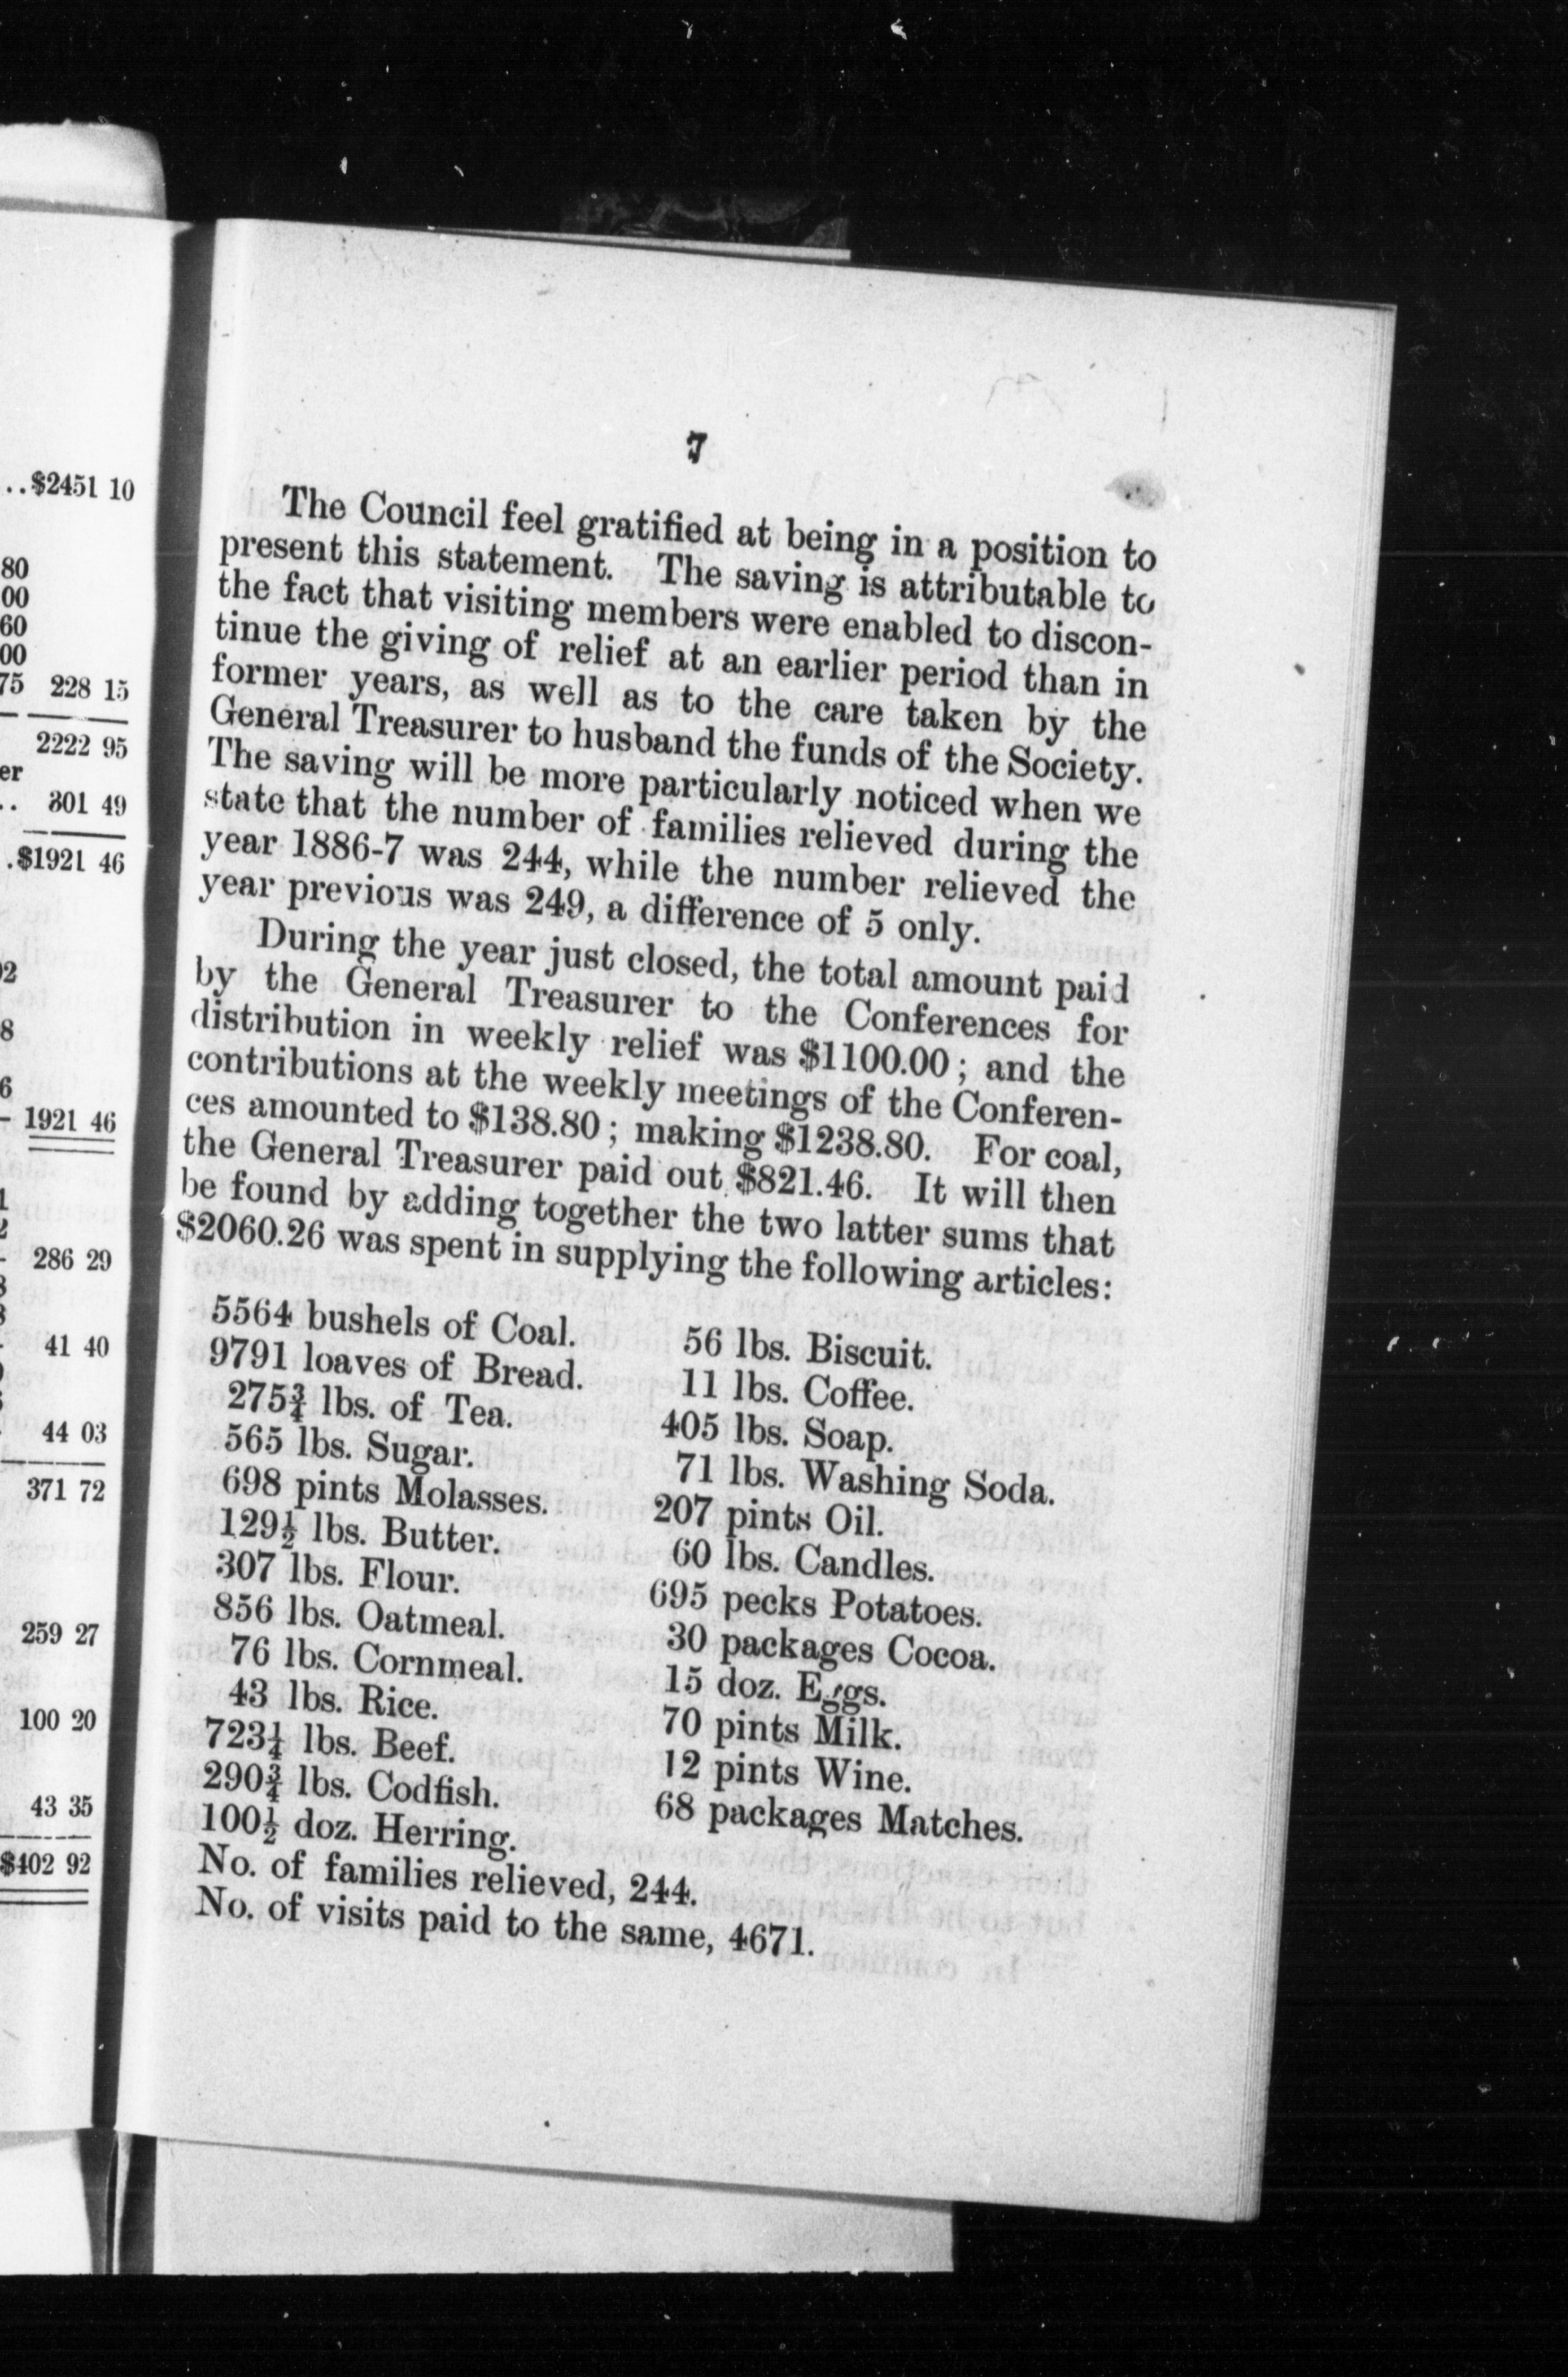 ..$2451 10
80
00
60
00
75 228 15
2222 95
er
.. 301 49
.$1921 46
1921 46
286 29
41 40
44 03
371 72
259 27
100 20
43 35
$402 92
7
The Council feel gratified at being in a position to
present this statement. The saving is attributable to
the fact that visiting members were enabled to discon-
tinue the giving of relief at an earlier period than in
former years, as well as to the care taken by the
General Treasurer to husband the funds of the Society.
The saving will be more particularly noticed when we
state that the number of families relieved during the
year 1886-7 was 244, while the number relieved the
year previous was 249, a difference of 5 only.
During the year just closed, the total amount paid
by the General Treasurer to the Conferences for
distribution in weekly relief was $1100.00; and the
contributions at the weekly meetings of the Conferen-
ces amounted to $138.80; making $1238.80. For coal,
the General Treasurer paid out $821.46. It will then
be found by adding together the two latter sums that
$2060.26 was spent in supplying the following articles:
5564 bushels of Coal.
9791 loaves of Bread.
275¾ lbs. of Tea.
565 lbs. Sugar.
698 pints Molasses.
129½ lbs. Butter.
307 lbs. Flour.
856 lbs. Oatmeal.
76 lbs. Cornmeal.
43 lbs. Rice.
723¼ lbs. Beef.
290¾ lbs. Codfish.
100½ doz. Herring.
56 lbs. Biscuit.
11 lbs. Coffee.
405 lbs. Soap.
71 lbs. Washing Soda.
207 pints Oil.
60 lbs. Candles.
695 pecks Potatoes.
30 packages Cocoa.
15 doz. Eggs.
70 pints Milk.
12 pints Wine.
68 packages Matches.
No. of families relieved, 244.
No. of visits paid to the same, 4671.